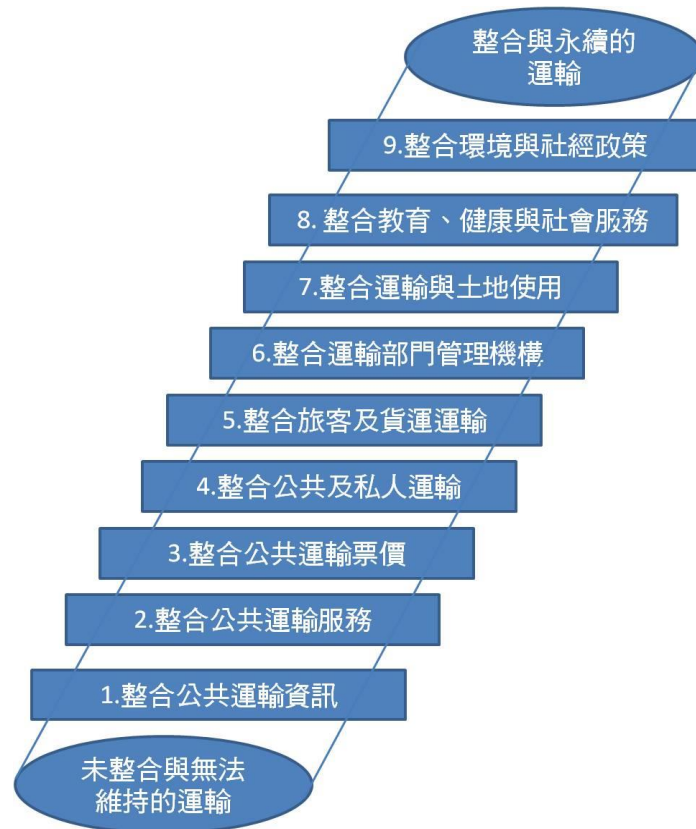 整合與永續的
運輸
9.整合環境與社經政策
8. 整合教育、健康與社會服務
7.整合運輸與土地使用
6.整合運輸部門管理機構
5.整合旅客及貨運運輸
4.整合公共及私人運輸
3.整合公共運輸票價
2.整合公共運輸服務
1.整合公共運輸資訊
未整合與無法
維持的運輸